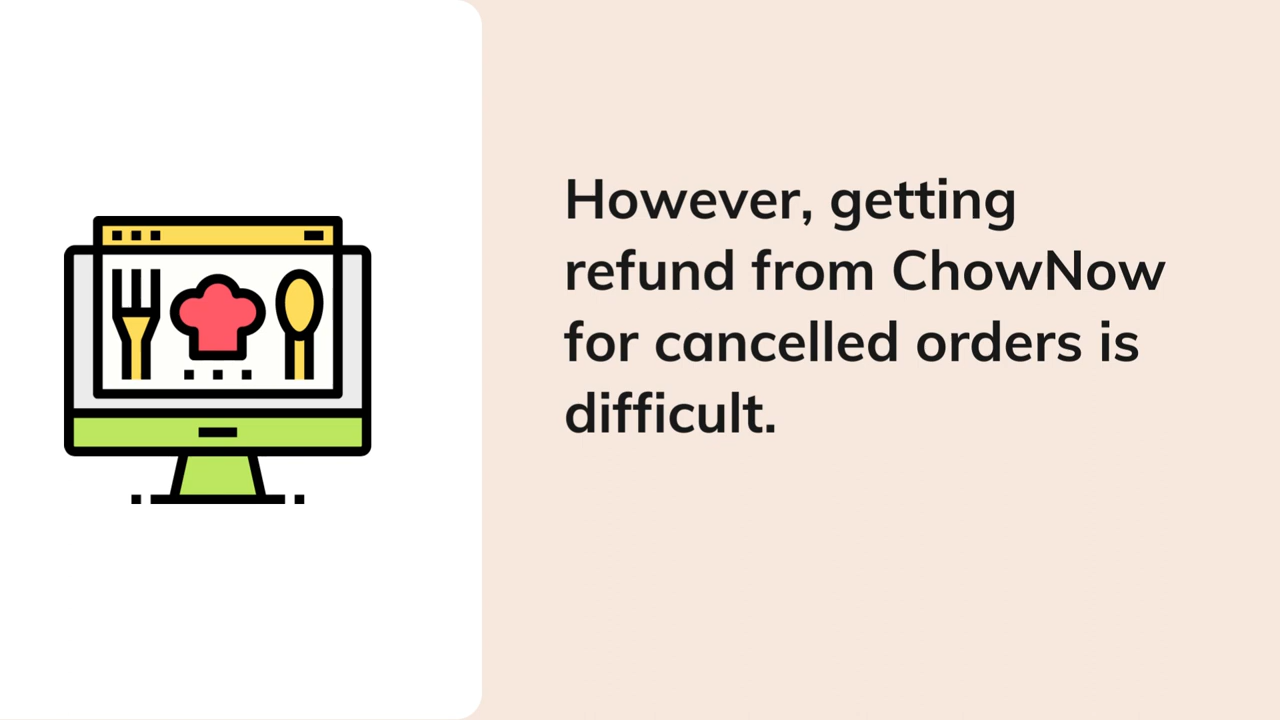 However, getting
refund from ChowNow
for cancelled orders is
difficult.